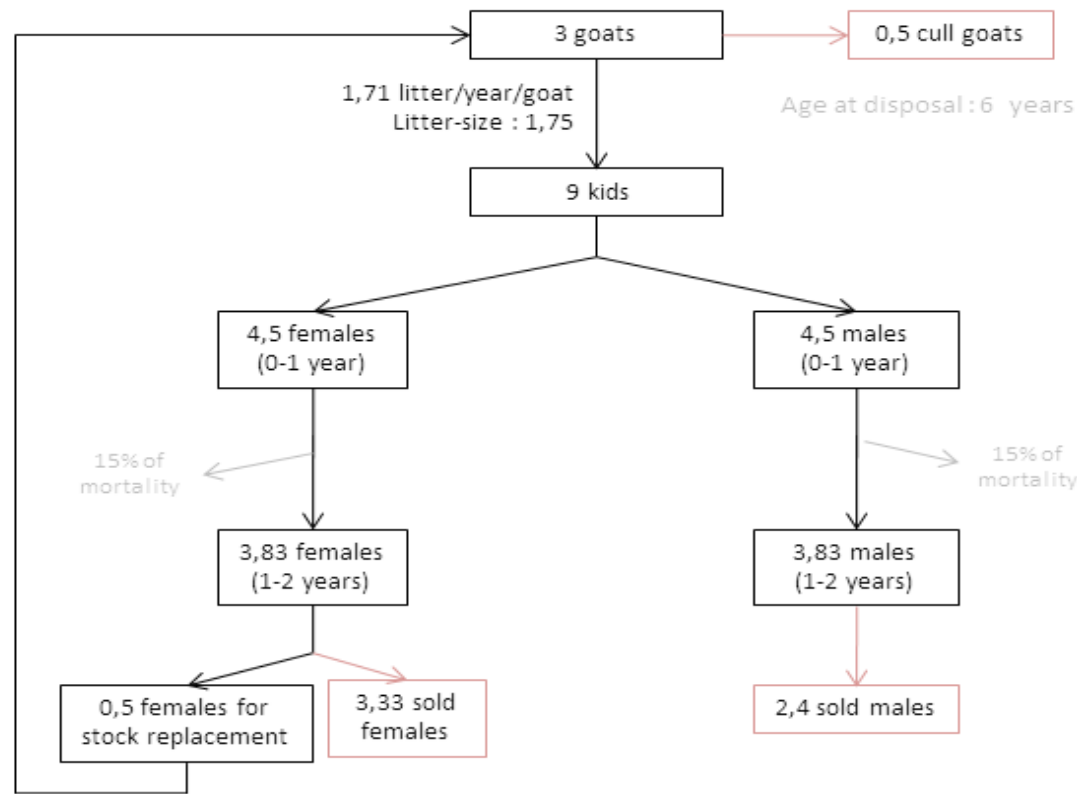 3 goats
0,5 cull goats
1,71 litter/year/goat
Litter-size : 1,75
Age at disposal : 6 years
9 kids
4,5 females
(0-1 year)
4,5 males
(0-1 year)
15% of
mortality
15% of
mortality
3,83 females
(1-2 years)
3,83 males
(1-2 years)
0,5 females for
stock replacement
3,33 sold
females
2,4 sold males